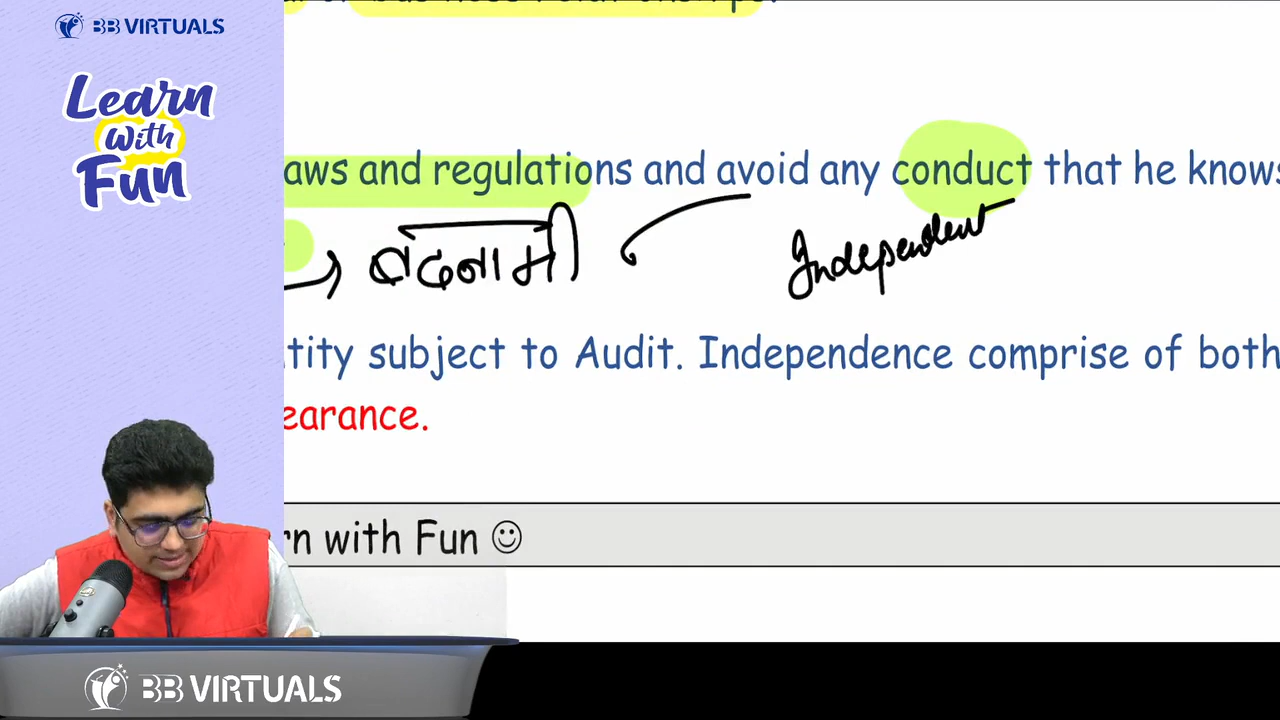 BB VIRTUALS
Learn
With
Fun
aws and regulations and avoid any conduct that he knows
बदनामी
Independent
tity subject to Audit. Independence comprise of both
earance.
rn with Fun ☺
BB VIRTUALS